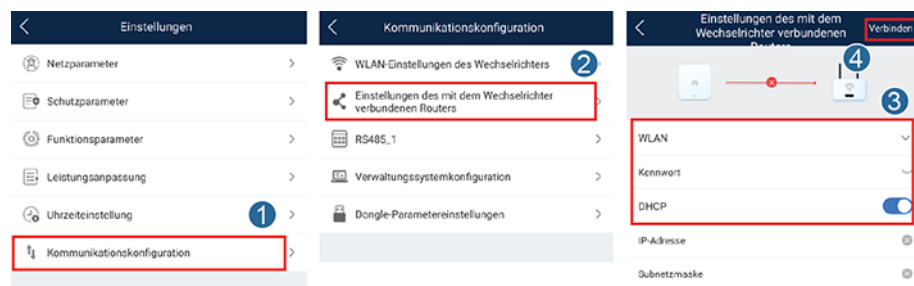 Einstellungen
Netzparameter
Schutzparameter
Funktionsparameter
Leistungsanpassung
Uhrzeiteinstellung
1
Kommunikationskonfiguration
Kommunikationskonfiguration
WLAN-Einstellungen des Wechselrichters
2
Einstellungen des mit dem Wechselrichter
verbundenen Routers
RS485_1
Verwaltungssystemkonfiguration
Dongle-Parametereinstellungen
Einstellungen des mit dem
Wechselrichter verbundenen
Routers
Verbinden
4
3
WLAN
Kennwort
DHCP
IP-Adresse
Subnetzmaske